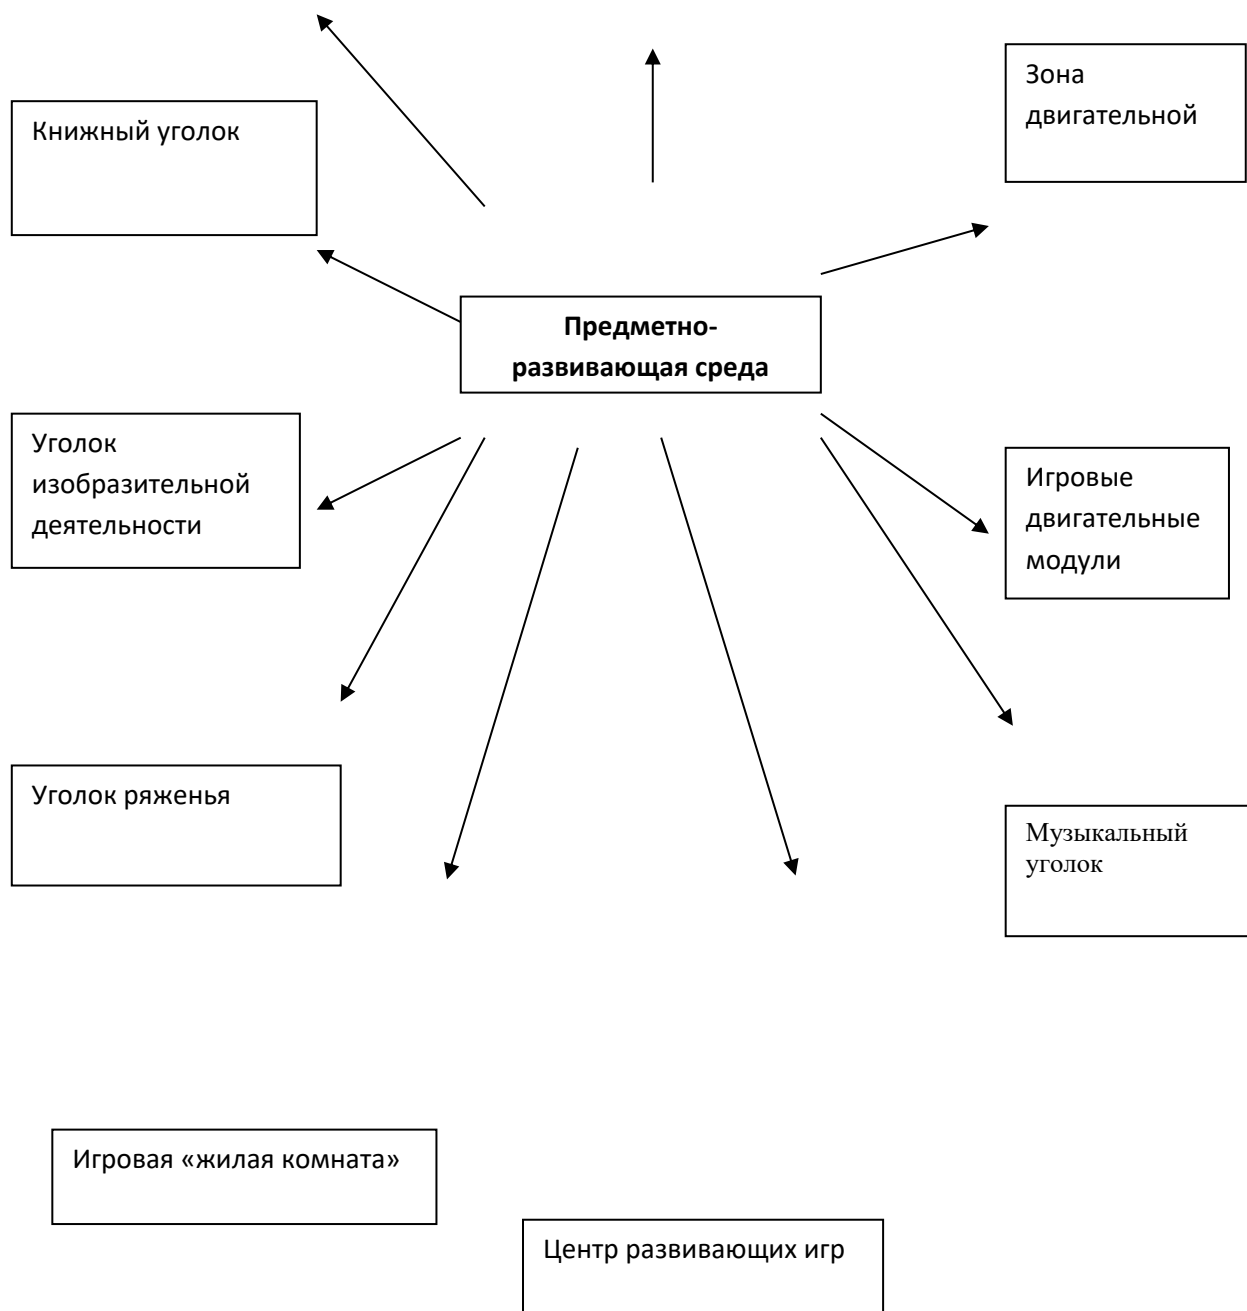 Зона
двигательной
Книжный уголок
Предметно-
развивающая среда
Уголок
изобразительной
деятельности
Игровые
двигательные
модули
Уголок ряженья
Музыкальный
уголок
Игровая «жилая комната»
Центр развивающих игр